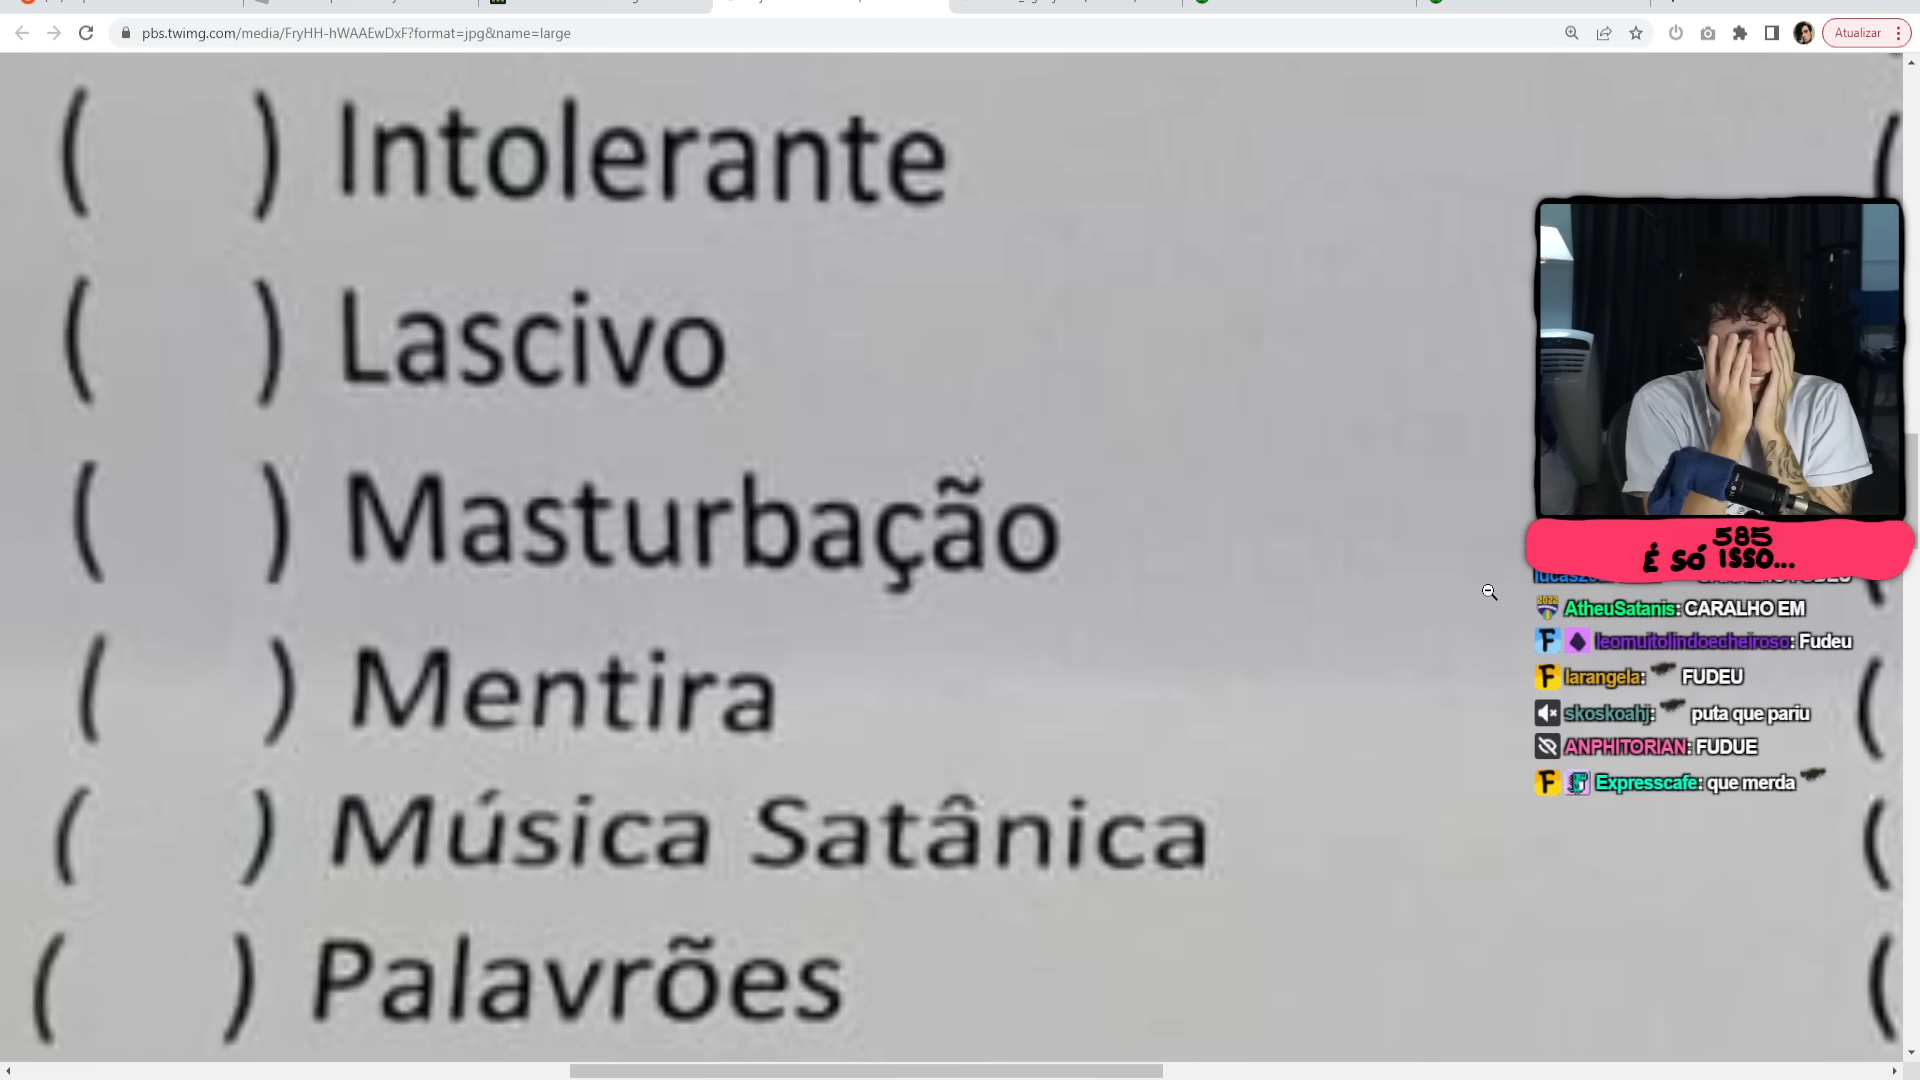 pbs.twimg.com/media/FryHH-hWAAEwDxF?format=jpg&name=large
Atualizar
( ) Intolerante
( ) Lascivo
( ) Masturbação
( ) Mentira
( ) Música Satânica
( ) Palavrões
585
É SÓ ISSO...
AtheuSatanis: CARALHO EM
leomuitolindoecheiroso: Fudeu
larangela: FUDEU
skoskoahj: puta que pariu
ANPHITORIAN: FUDUE
Expresscafe: que merda